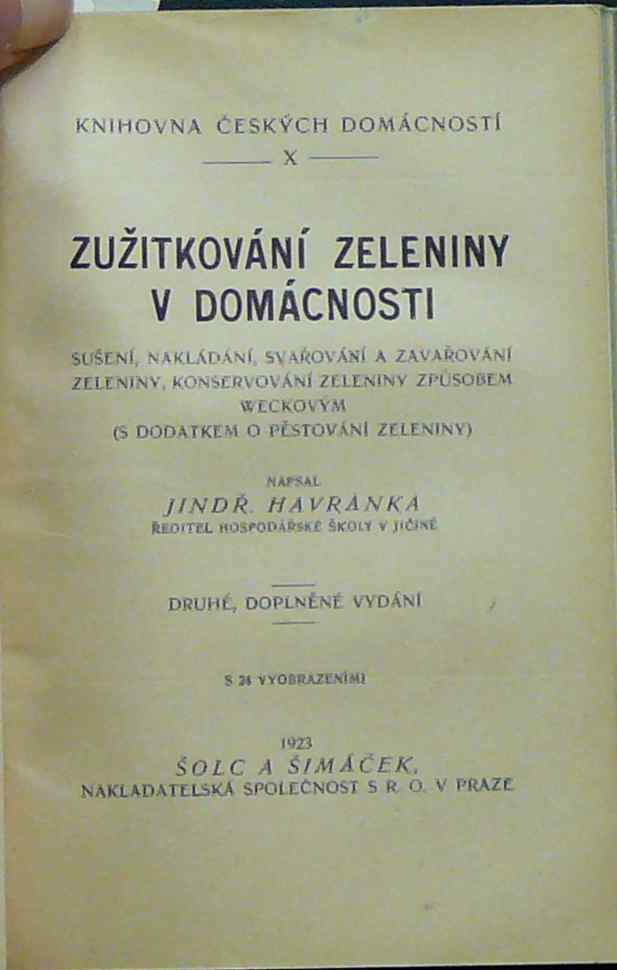 KNIHOVNA ČESKÝCH DOMÁCNOSTÍ
X
ZUŽITKOVÁNÍ ZELENINY
V DOMÁCNOSTI
SUŠENÍ, NAKLÁDÁNÍ, SVAŘOVÁNÍ A ZAVAŘOVÁNÍ
ZELENINY, KONSERVOVÁNÍ ZELENINY ZPŮSOBEM
WECKOVÝM
(S DODATKEM O PĚSTOVÁNÍ ZELENINY)
NAPSAL
JINDŘ. HAVRÁNKA
ŘEDITEL HOSPODÁŘSKÉ ŠKOLY V JIČÍNĚ
DRUHÉ, DOPLNĚNÉ VYDÁNÍ
S 24 VYOBRAZENÍMI
1923
ŠOLC A ŠIMÁČEK,
NAKLADATELSKÁ SPOLEČNOST S R. O. V PRAZE